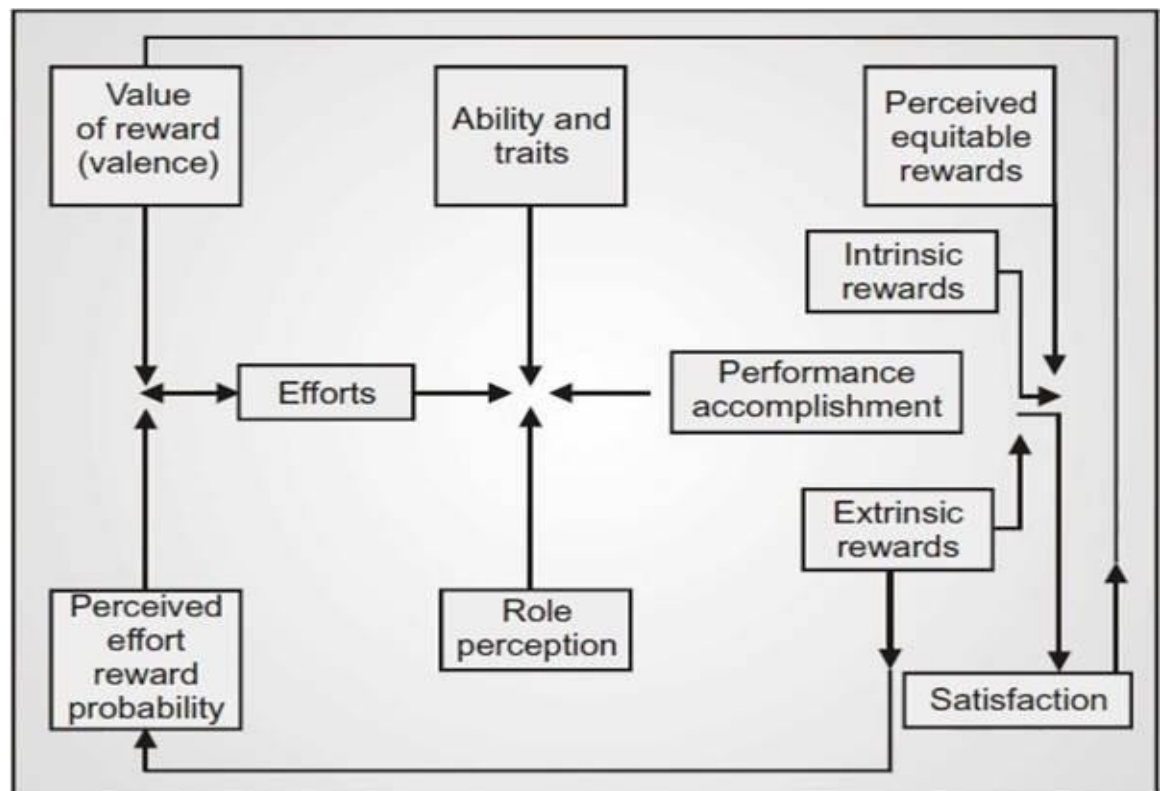 Value
of reward
(valence)
Ability and
traits
Perceived
equitable
rewards
Intrinsic
rewards
Efforts
Performance
accomplishment
Extrinsic
rewards
Perceived
effort
reward
probability
Role
perception
Satisfaction